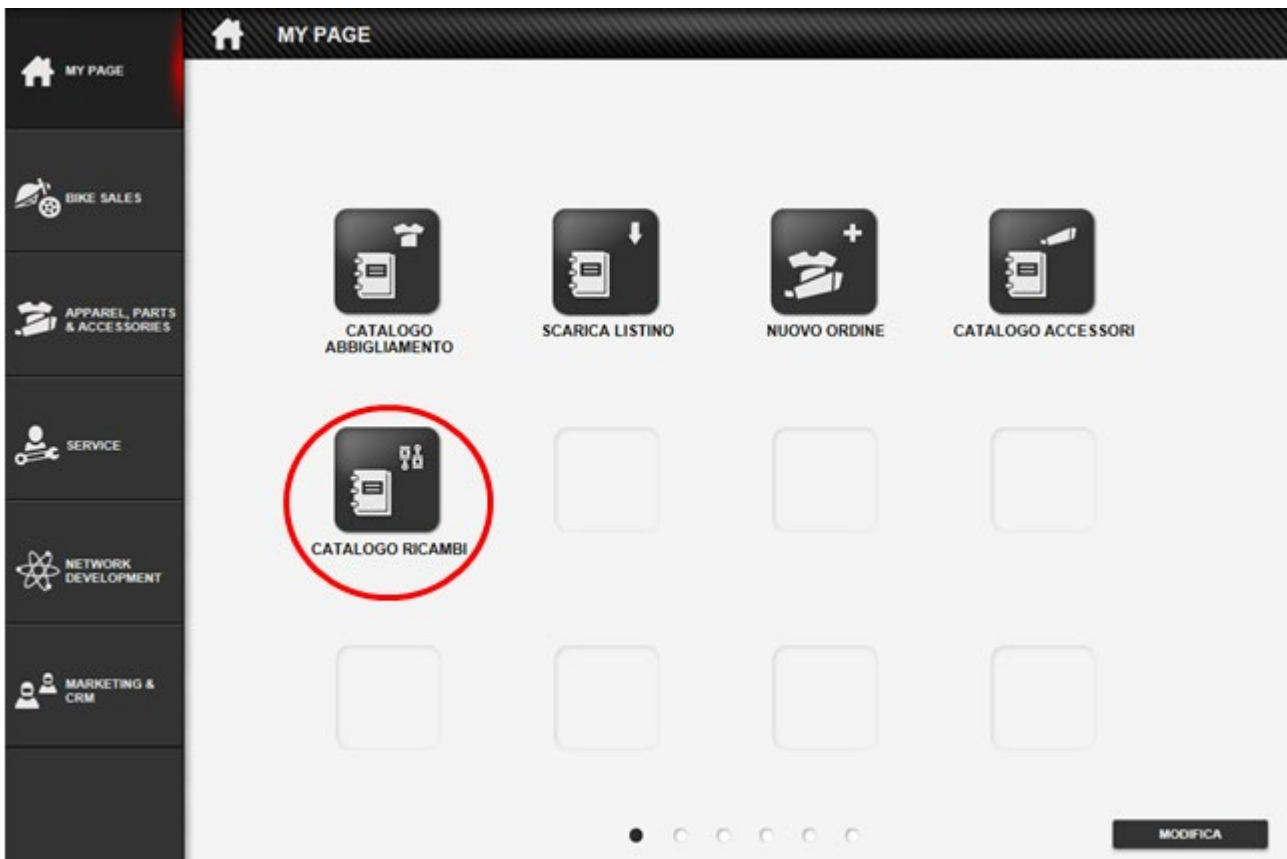 MY PAGE
MY PAGE
BIKE SALES
APPAREL, PARTS
& ACCESSORIES
SERVICE
NETWORK
DEVELOPMENT
MARKETING &
CRM
CATALOGO
ABBIGLIAMENTO
SCARICA LISTINO
NUOVO ORDINE
CATALOGO ACCESSORI
CATALOGO RICAMBI
MODIFICA